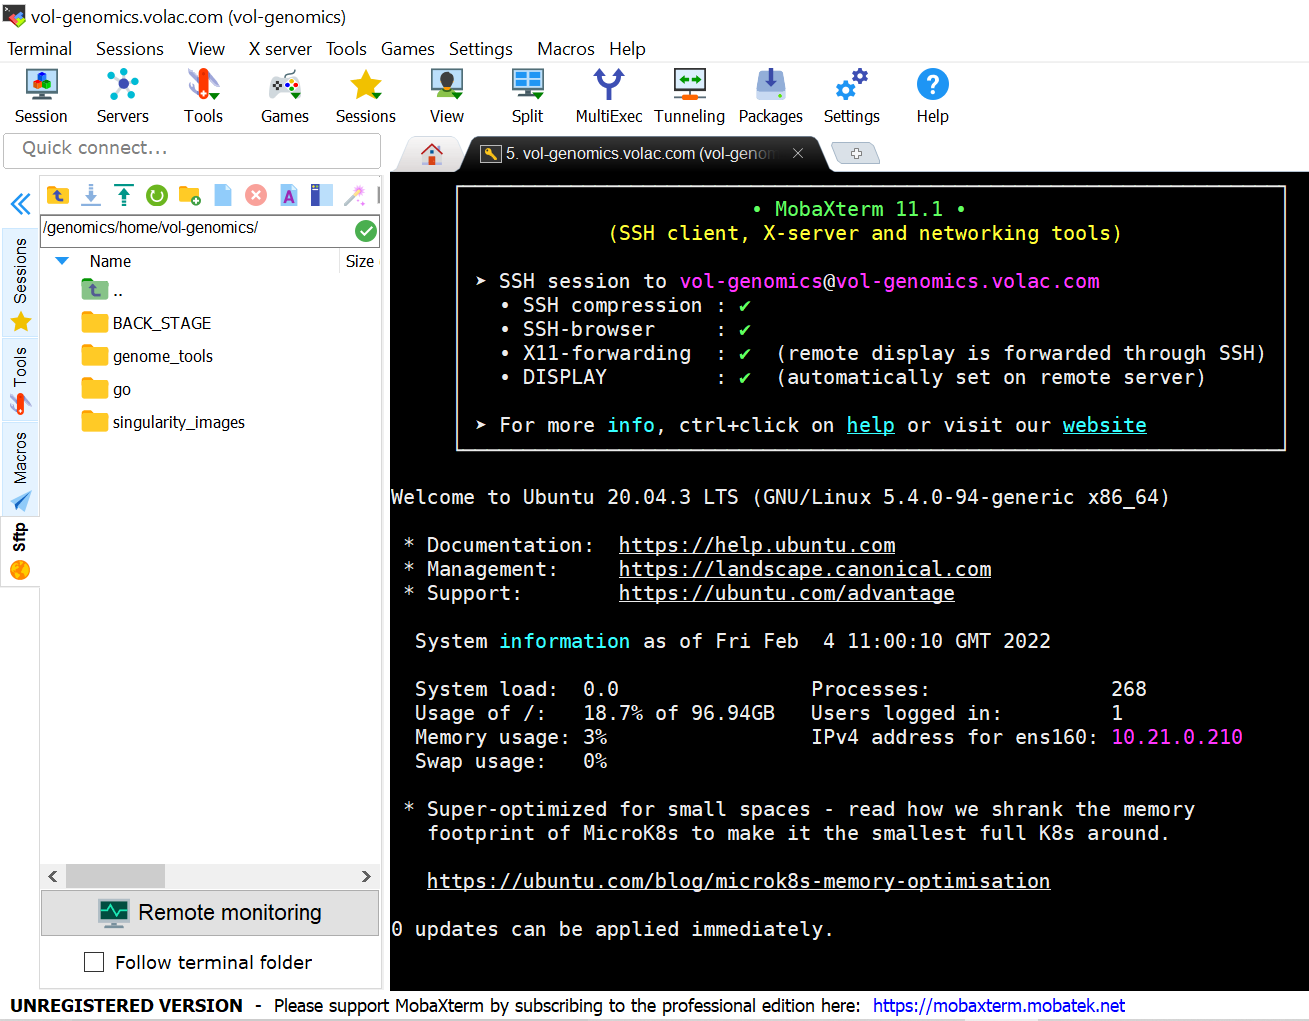 vol-genomics.volac.com (vol-genomics)
Terminal Sessions View X server Tools Games Settings Macros Help
Session Servers Tools Games Sessions View Split MultiExec Tunneling Packages Settings Help
Quick connect...
5. vol-genomics.volac.com (vol-genom
/genomics/home/vol-genomics/
Name Size
..
BACK_STAGE
genome_tools
go
singularity_images
Sessions
Tools
Macros
Sftp
Remote monitoring
Follow terminal folder
• MobaXterm 11.1 •
(SSH client, X-server and networking tools)
➤ SSH session to vol-genomics@vol-genomics.volac.com
• SSH compression : ✔
• SSH-browser : ✔
• X11-forwarding : ✔ (remote display is forwarded through SSH)
• DISPLAY : ✔ (automatically set on remote server)
➤ For more info, ctrl+click on help or visit our website
Welcome to Ubuntu 20.04.3 LTS (GNU/Linux 5.4.0-94-generic x86_64)
* Documentation: https://help.ubuntu.com
* Management: https://landscape.canonical.com
* Support: https://ubuntu.com/advantage
System information as of Fri Feb 4 11:00:10 GMT 2022
System load: 0.0 Processes: 268
Usage of /: 18.7% of 96.94GB Users logged in: 1
Memory usage: 3% IPv4 address for ens160: 10.21.0.210
Swap usage: 0%
* Super-optimized for small spaces - read how we shrank the memory
footprint of MicroK8s to make it the smallest full K8s around.
https://ubuntu.com/blog/microk8s-memory-optimisation
0 updates can be applied immediately.
UNREGISTERED VERSION - Please support MobaXterm by subscribing to the professional edition here: https://mobaxterm.mobatek.net